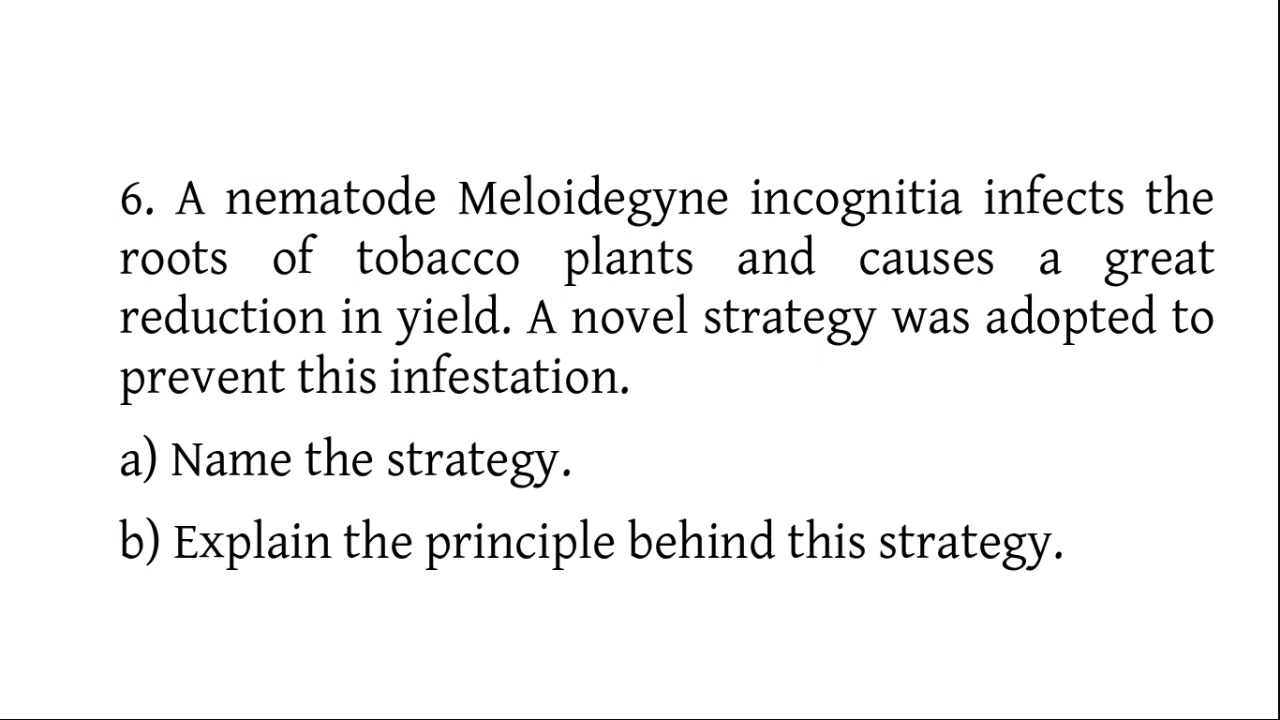 6. A nematode Meloidegyne incognitia infects the
roots of tobacco plants and causes a great
reduction in yield. A novel strategy was adopted to
prevent this infestation.
a) Name the strategy.
b) Explain the principle behind this strategy.